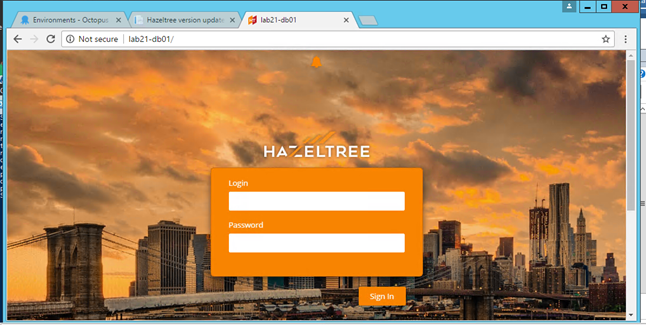 Environments - Octopus
Hazeltree version update
lab21-db01
Not secure
lab21-db01/
HAZELTREE
Login
Password
Sign In